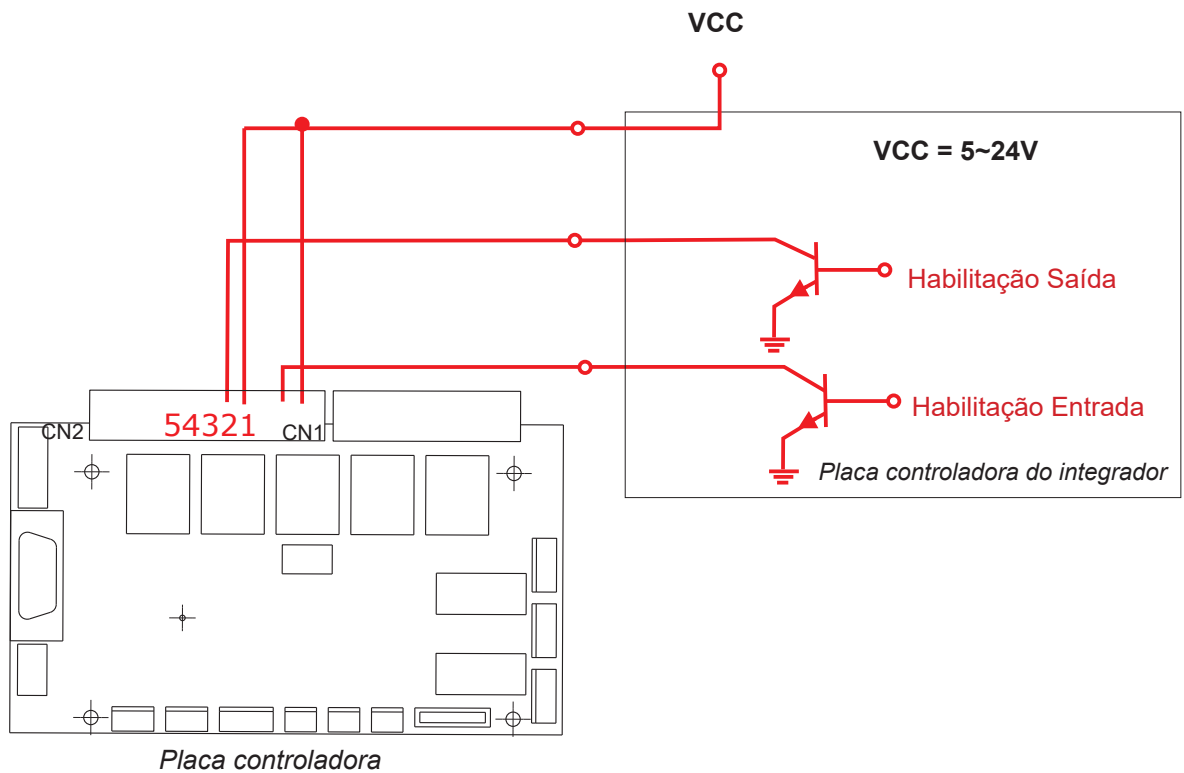 VCC
VCC = 5~24V
Habilitação Saída
Habilitação Entrada
Placa controladora do integrador
CN2
54321
CN1
Placa controladora